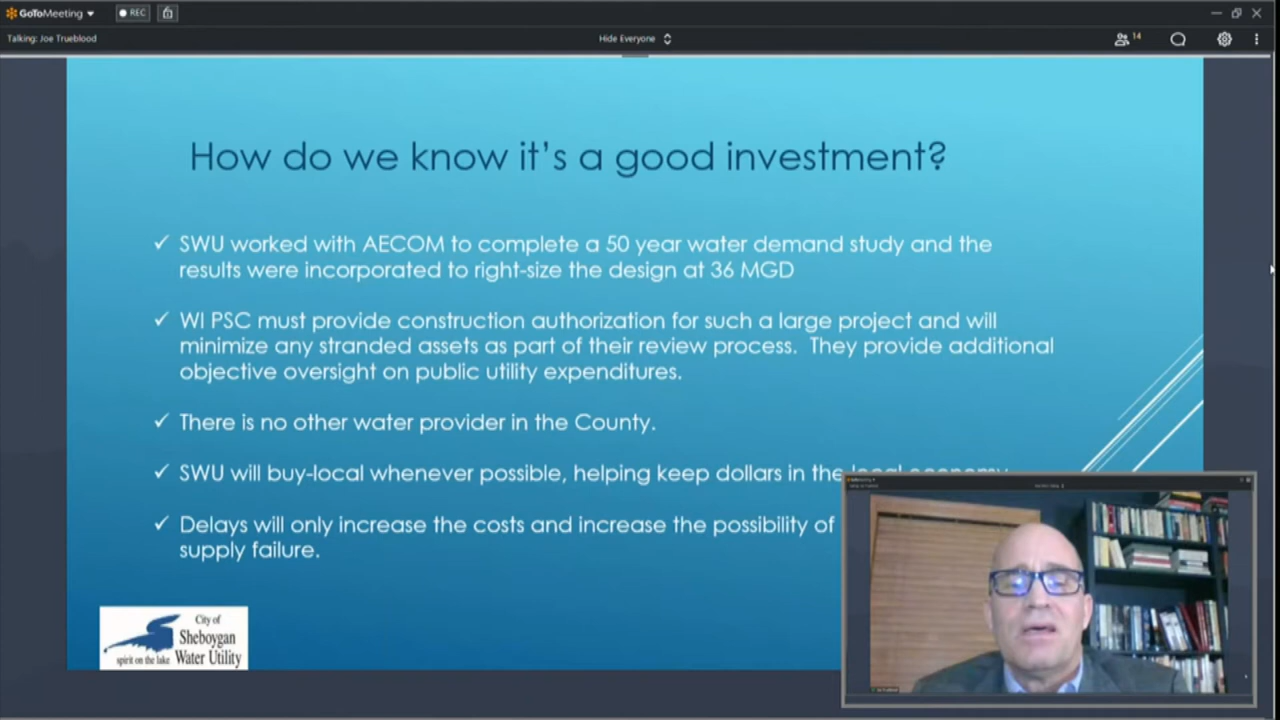 GoToMeeting
REC
Talking: Joe Trueblood
Hide Everyone
14
How do we know it's a good investment?
✓ SWU worked with AECOM to complete a 50 year water demand study and the
results were incorporated to right-size the design at 36 MGD
✓ WI PSC must provide construction authorization for such a large project and will
minimize any stranded assets as part of their review process. They provide additional
objective oversight on public utility expenditures.
✓ There is no other water provider in the County.
✓ SWU will buy-local whenever possible, helping keep dollars in the local economy
✓ Delays will only increase the costs and increase the possibility of
supply failure.
City of
Sheboygan
spirit on the lake Water Utility